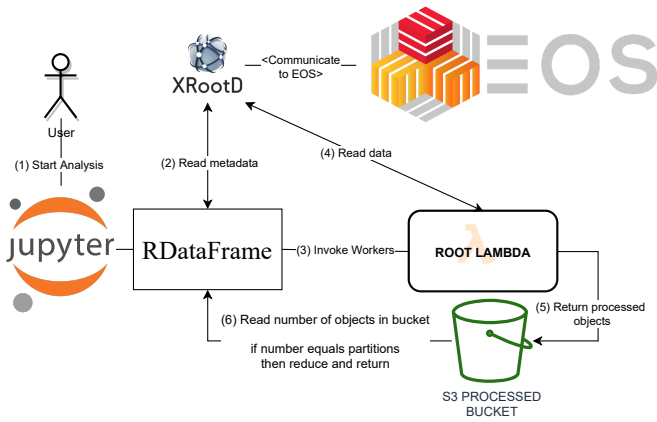 <Communicate
to EOS>
EOS
XRootD
User
(1) Start Analysis
(2) Read metadata
(4) Read data
jupyter
RDataFrame
(3) Invoke Workers
ROOT LAMBDA
(5) Return processed
objects
(6) Read number of objects in bucket
if number equals partitions
then reduce and return
S3 PROCESSED
BUCKET